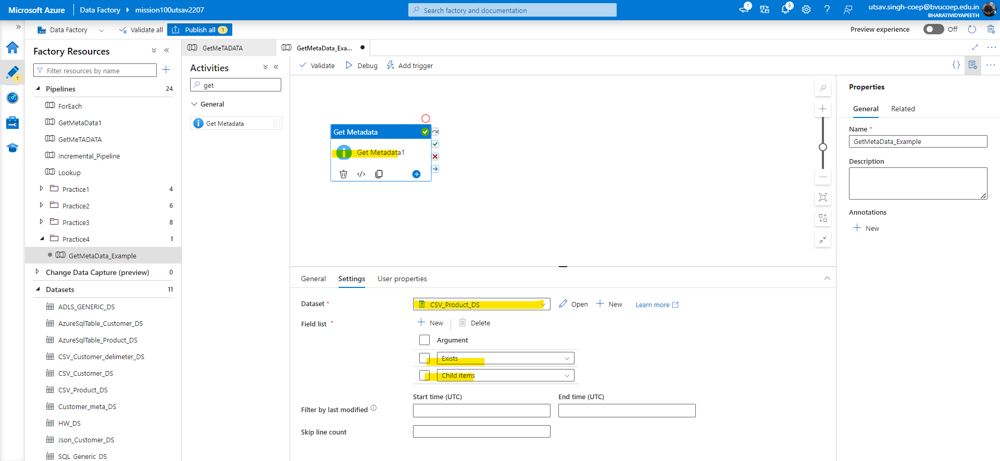 Microsoft Azure Data Factory mission100utsav2207
Search factory and documentation
1
8
utsav.singh-coep@bvucoep.edu.in
BHARATIVIDYAPEETH
Data Factory
Validate all
Publish all 1
Preview experience Off
1
Factory Resources
Filter resources by name
Pipelines 24
ForEach
GetMetaData1
GetMeTADATA
Incremental_Pipeline
Lookup
Practice1 4
Practice2 6
Practice3 8
Practice4 1
GetMetaData_Example
Change Data Capture (preview) 0
Datasets 11
ADLS_GENERIC_DS
AzureSqlTable_Customer_DS
AzureSqlTable_Product_DS
CSV_Customer_delimeter_DS
CSV_Customer_DS
CSV_Product_DS
Customer_meta_DS
HW_DS
Json_Customer_DS
SQL_Generic_DS
GetMeTADATA
GetMetaData_Exa...
Activities
get
General
Get Metadata
Validate
Debug
Add trigger
Get Metadata
Get Metadata1
General
Settings
User properties
Dataset *
CSV_Product_DS
Open
New
Learn more
Field list *
New
Delete
Argument
Exists
Child items
Start time (UTC)
End time (UTC)
Filter by last modified
Skip line count
Properties
General
Related
Name *
GetMetaData_Example
Description
Annotations
New